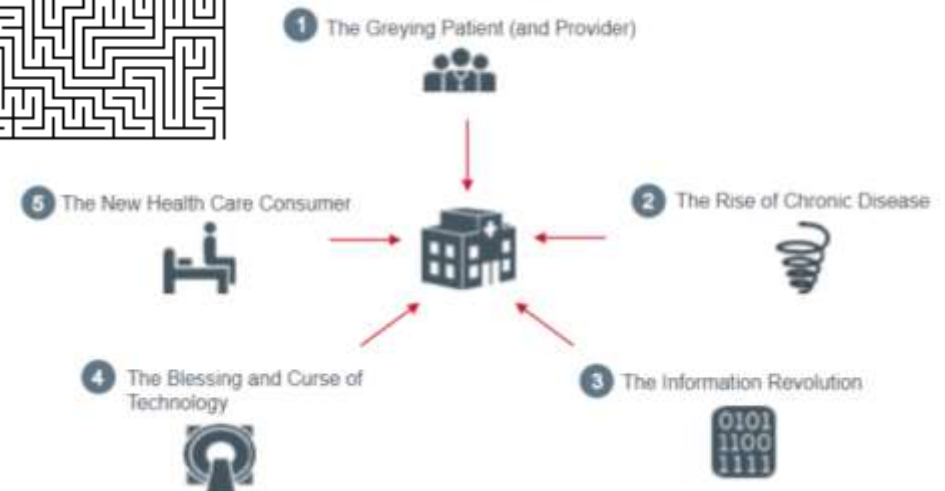 1 The Greying Patient (and Provider)
2 The Rise of Chronic Disease
3 The Information Revolution
0101
1100
1111
4 The Blessing and Curse of
Technology
5 The New Health Care Consumer